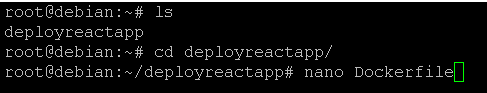 root@debian:~# ls
deployreactapp
root@debian:~# cd deployreactapp/
root@debian:~/deployreactapp# nano Dockerfile